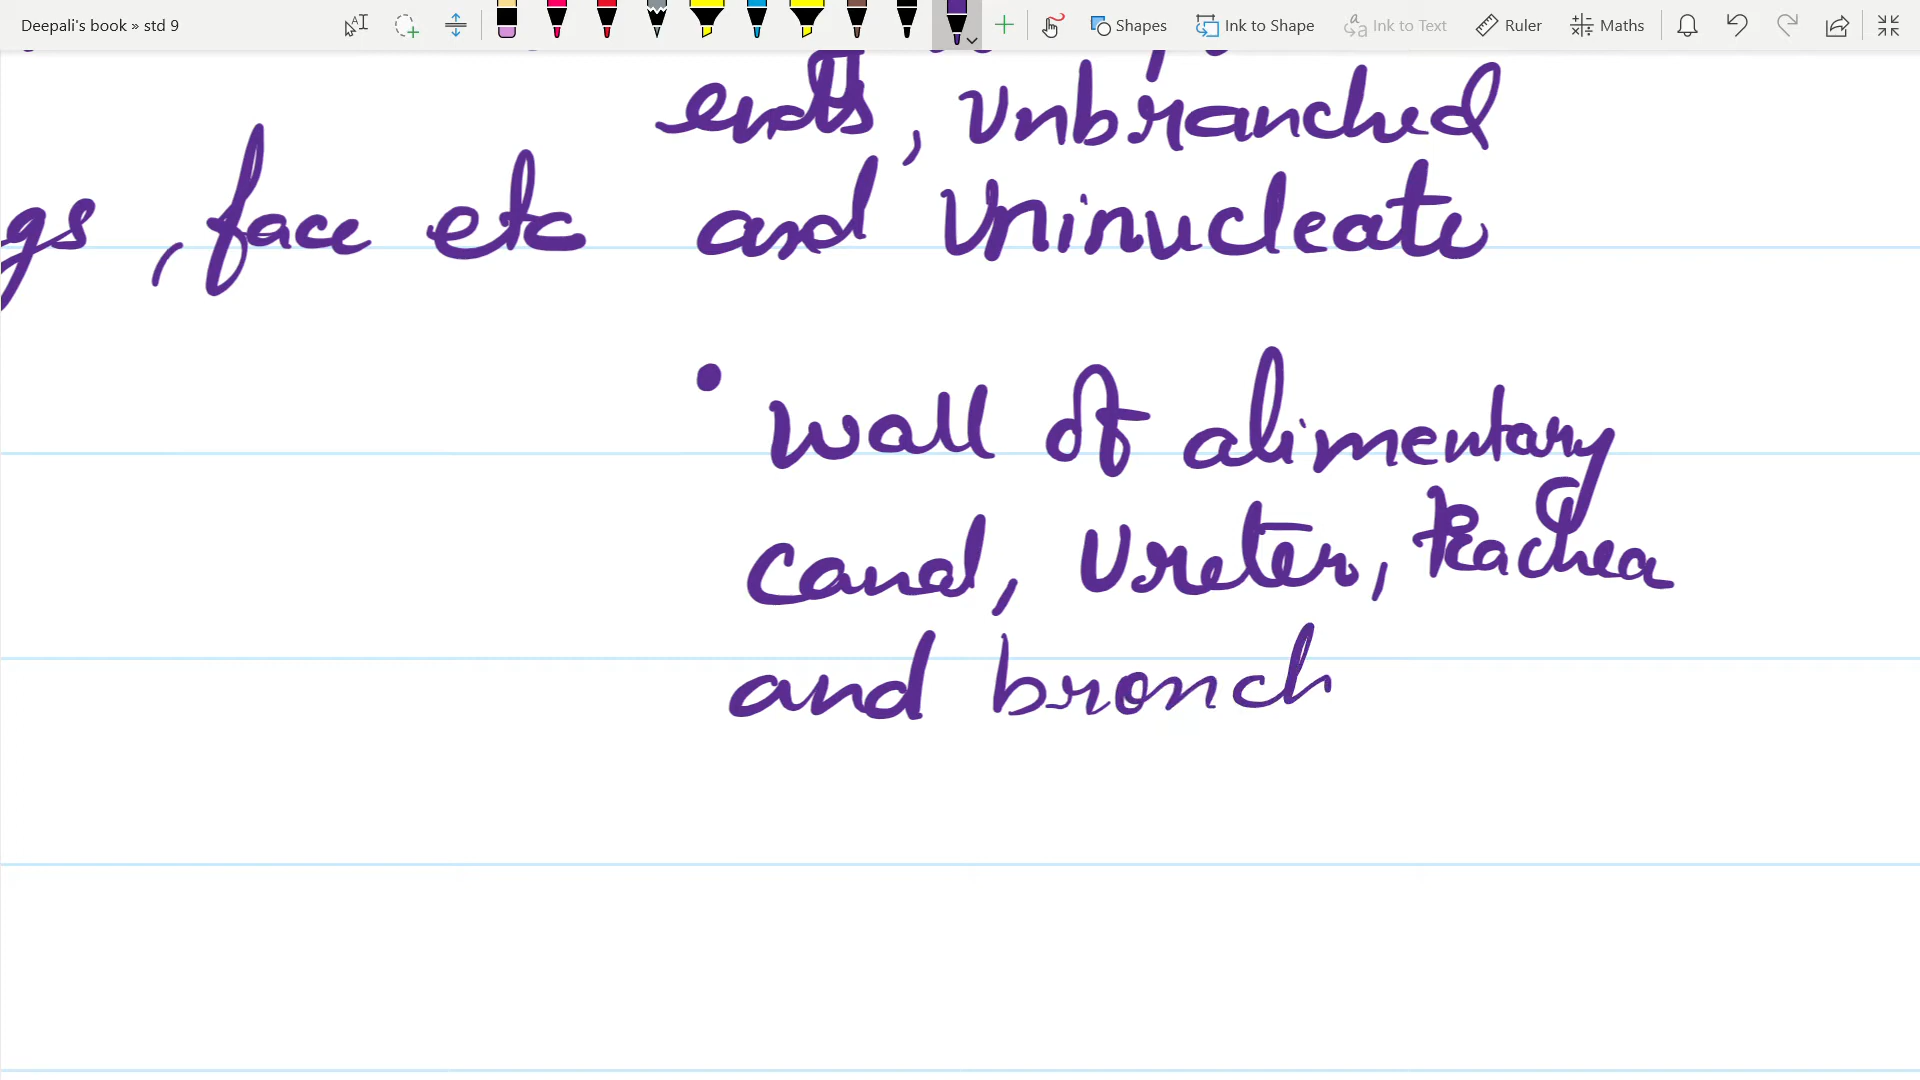 Deepali's book » std 9
Shapes
Ink to Shape
Ink to Text
Ruler
Maths
ends, unbranched
gs, face etc
and Uninucleate
• wall of alimentary
canal, Ureter, trachea
and bronch